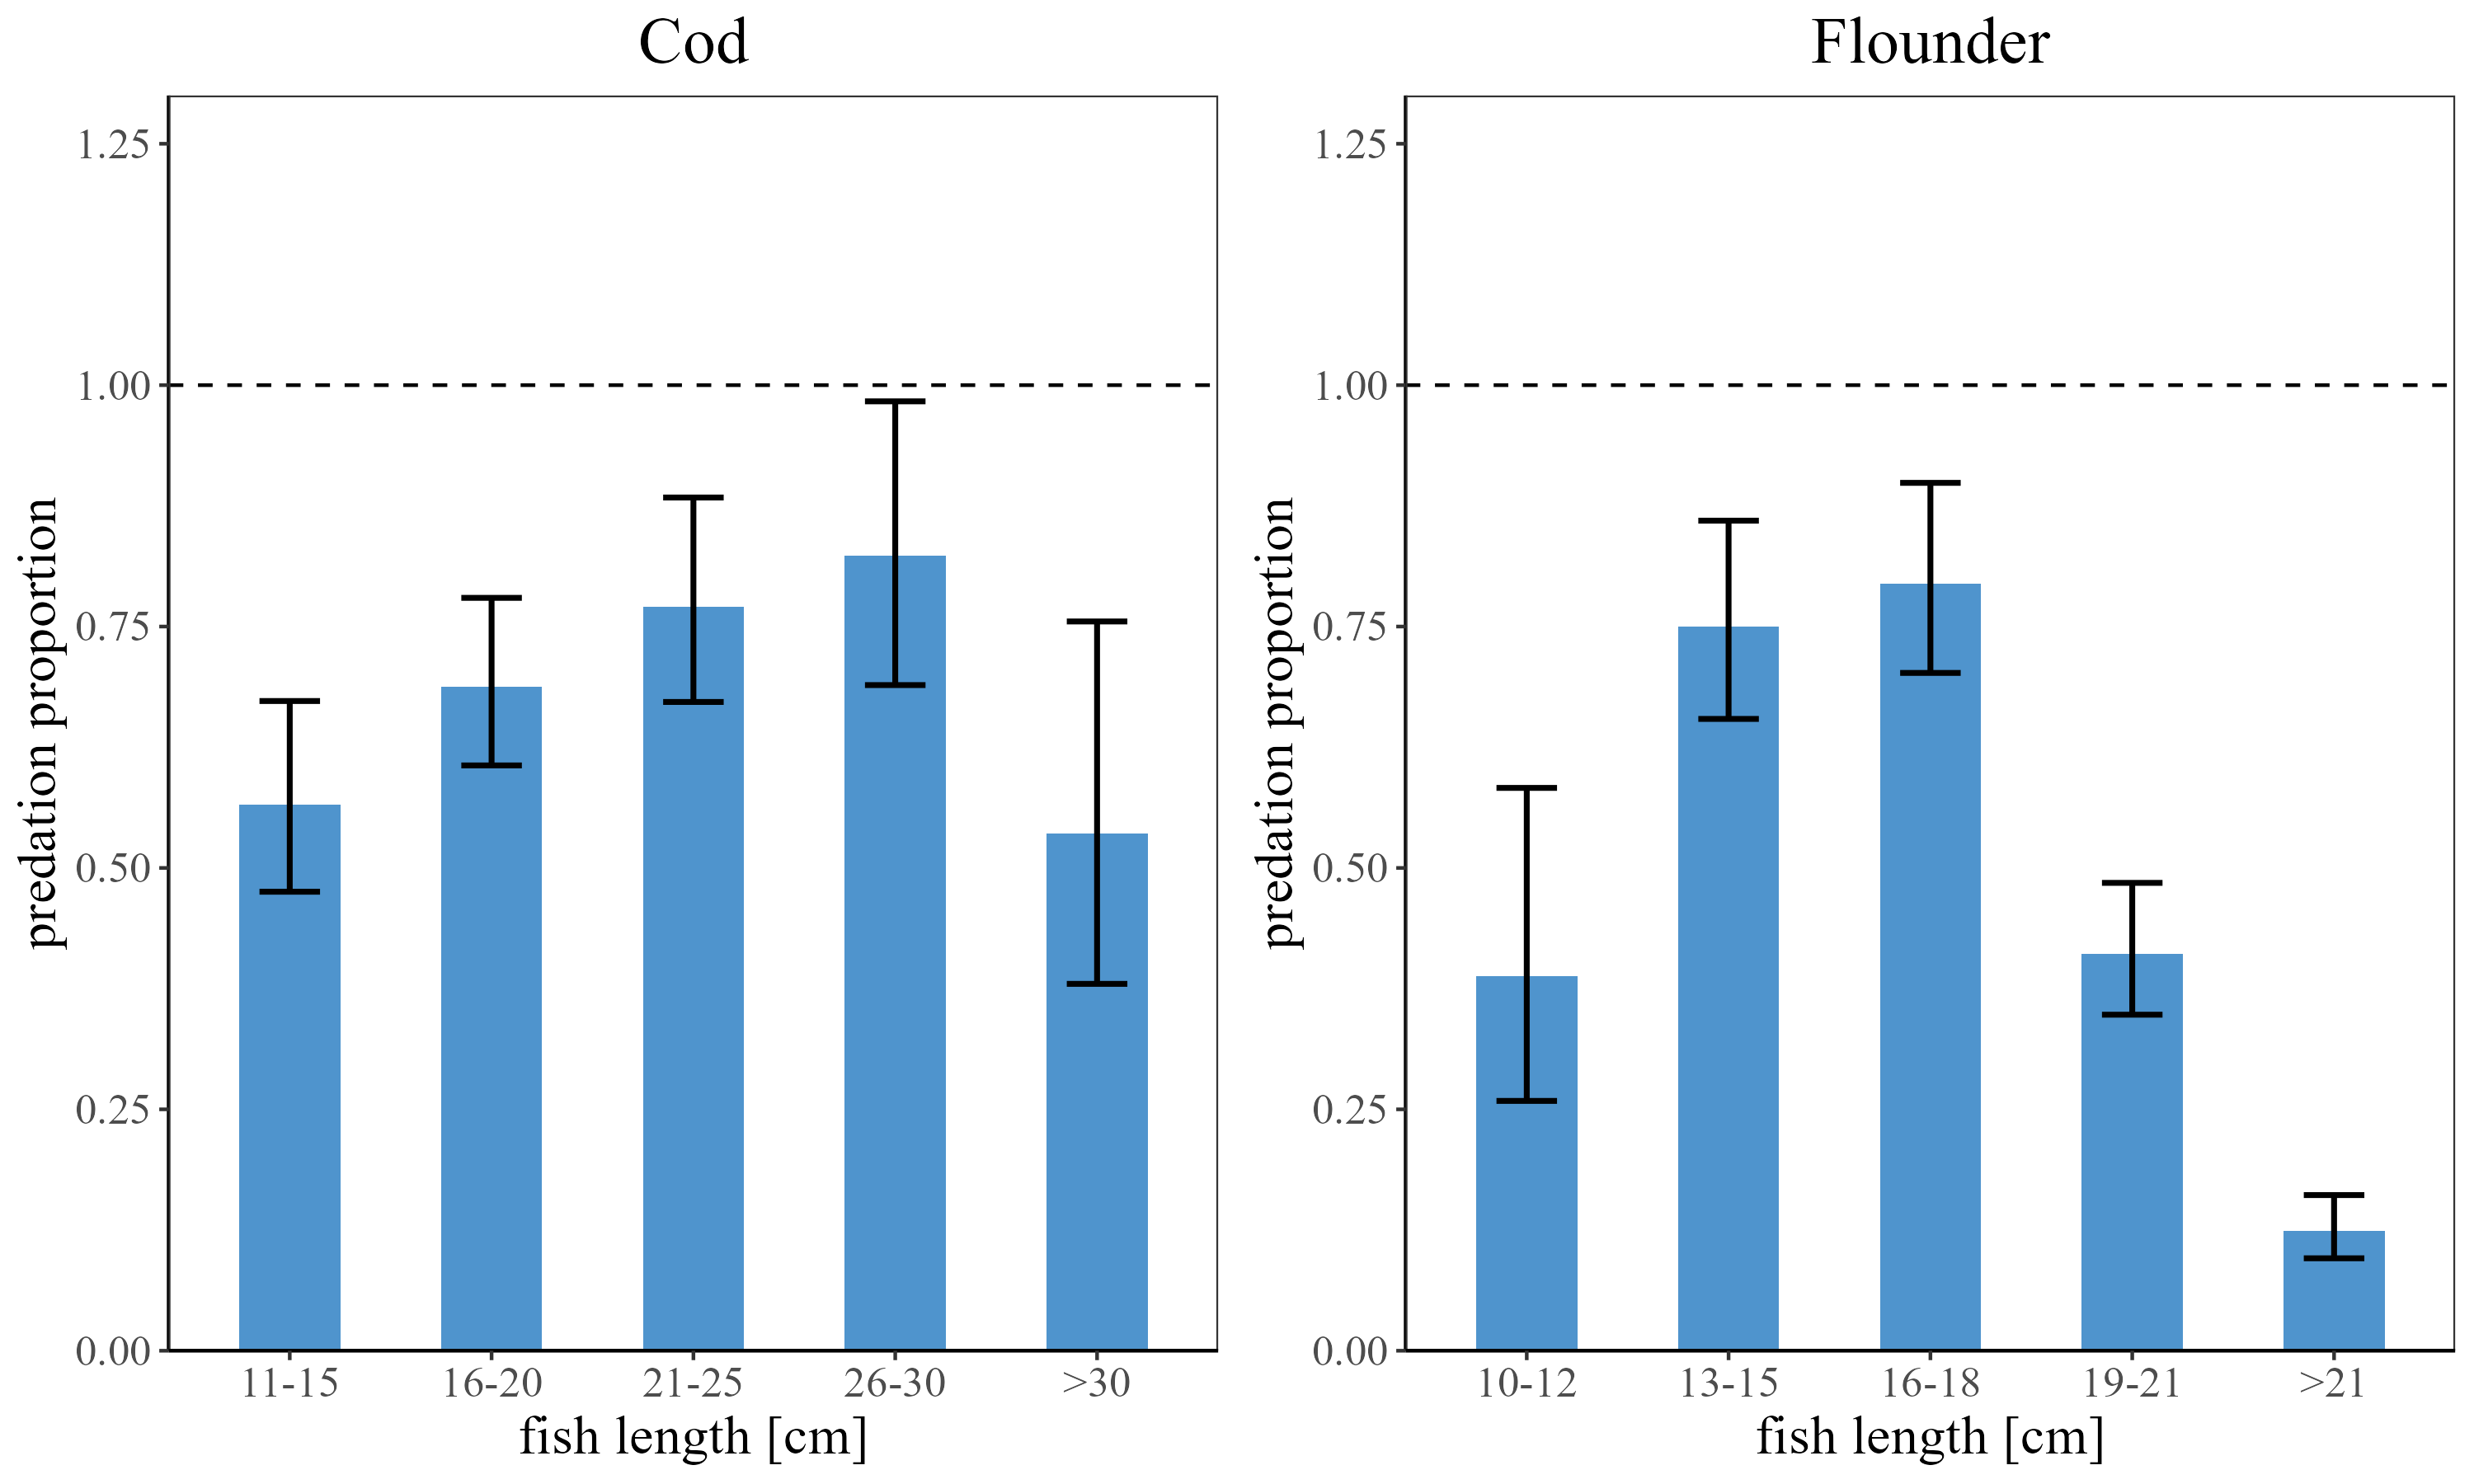 Cod
predation proportion
1.25
1.00
0.75
0.50
0.25
0.00
11-15 16-20 21-25 26-30 >30
fish length [cm]
Flounder
predation proportion
1.25
1.00
0.75
0.50
0.25
0.00
10-12 13-15 16-18 19-21 >21
fish length [cm]